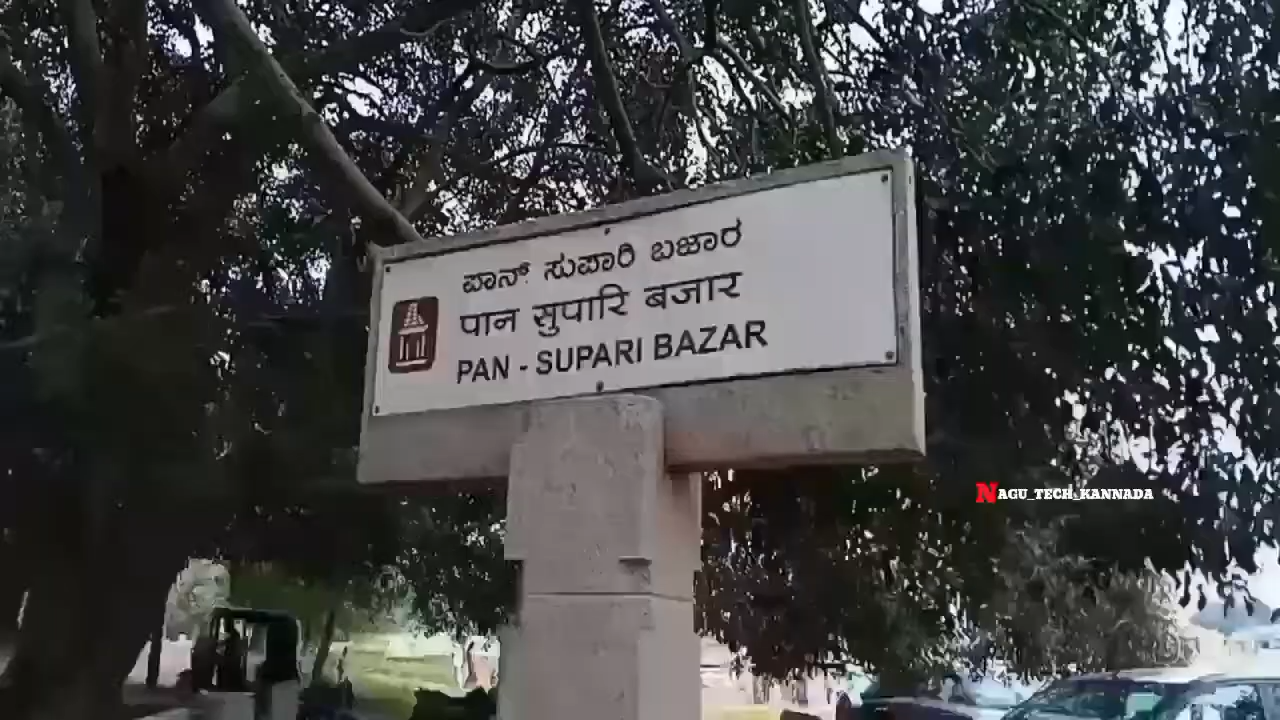 ಪಾನ್ ಸುಪಾರಿ ಬಜಾರ
पान सुपारि बजार
PAN - SUPARI BAZAR
NAGU_TECH_KANNADA